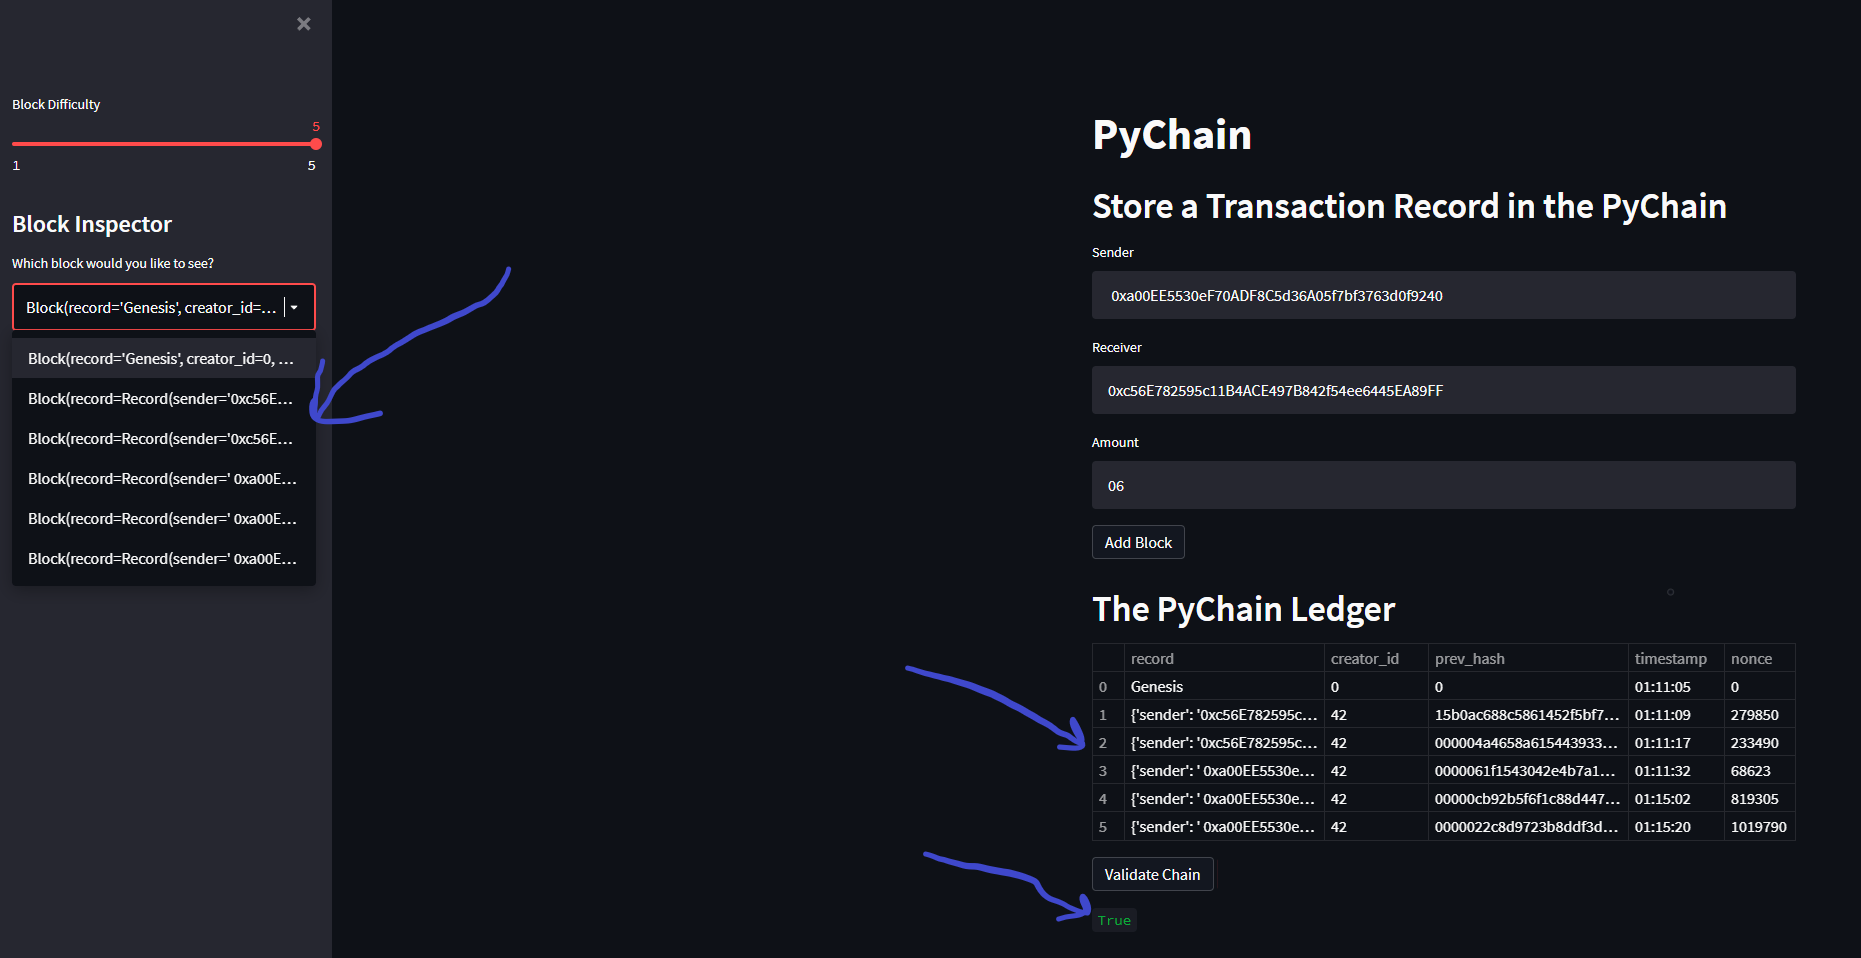 ×
Block Difficulty
5
1 5
Block Inspector
Which block would you like to see?
Block(record='Genesis', creator_id=...
Block(record='Genesis', creator_id=0, ...
Block(record=Record(sender='0xc56E...
Block(record=Record(sender='0xc56E...
Block(record=Record(sender=' 0xa00E...
Block(record=Record(sender=' 0xa00E...
Block(record=Record(sender=' 0xa00E...
PyChain
Store a Transaction Record in the PyChain
Sender
0xa00EE5530eF70ADF8C5d36A05f7bf3763d0f9240
Receiver
0xc56E782595c11B4ACE497B842f54ee6445EA89FF
Amount
06
Add Block
The PyChain Ledger
record creator_id prev_hash timestamp nonce
0 Genesis 0 0 01:11:05 0
1 {'sender': '0xc56E782595c... 42 15b0ac688c5861452f5bf7... 01:11:09 279850
2 {'sender': '0xc56E782595c... 42 000004a4658a615443933... 01:11:17 233490
3 {'sender': ' 0xa00EE5530e... 42 0000061f1543042e4b7a1... 01:11:32 68623
4 {'sender': ' 0xa00EE5530e... 42 00000cb92b5f6f1c88d447... 01:15:02 819305
5 {'sender': ' 0xa00EE5530e... 42 0000022c8d9723b8ddf3d... 01:15:20 1019790
Validate Chain
True